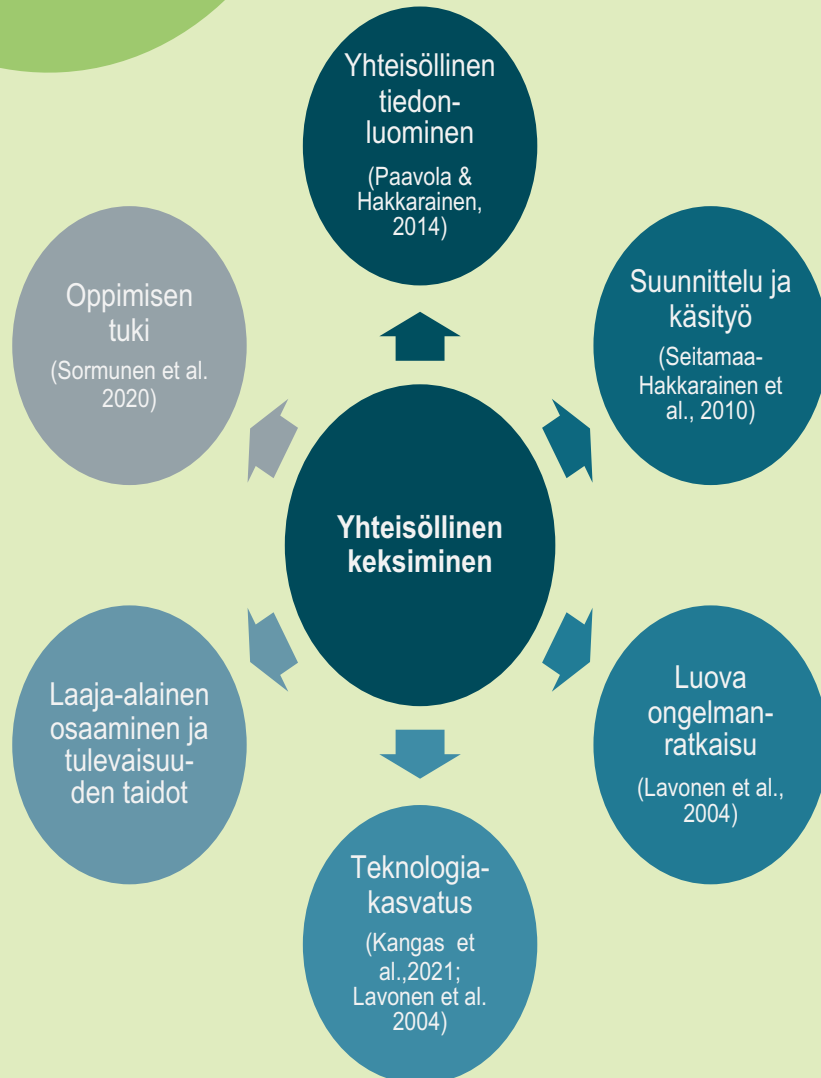 Yhteisöllinen
tiedon-
luominen
(Paavola &
Hakkarainen,
2014)
Suunnittelu ja
käsityö
(Seitamaa-
Hakkarainen et
al., 2010)
Luova
ongelman-
ratkaisu
(Lavonen et al.,
2004)
Teknologia-
kasvatus
(Kangas et
al.,2021;
Lavonen et al.
2004)
Laaja-alainen
osaaminen ja
tulevaisuu-
den taidot
Oppimisen
tuki
(Sormunen et al.
2020)
Yhteisöllinen
keksiminen